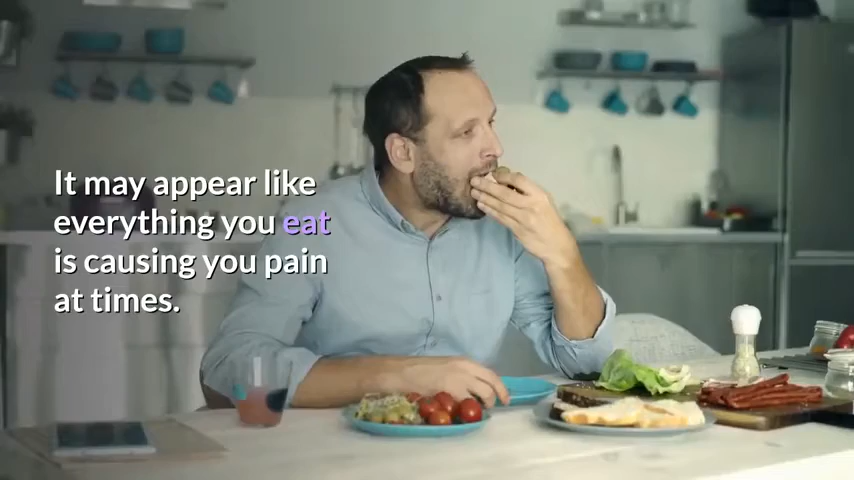 It may appear like
everything you eat
is causing you pain
at times.